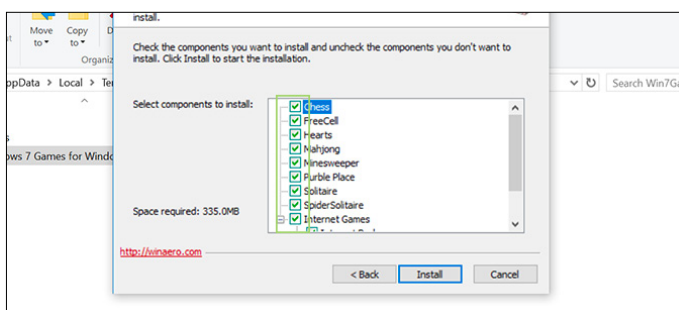 install.
Move
to
Copy
to
D
Organiz
Check the components you want to install and uncheck the components you don't want to
install. Click Install to start the installation.
ppData > Local > Te
Search Win7Ga
Select components to install:
Chess
FreeCell
Hearts
Mahjong
Minesweeper
Purble Place
Solitaire
SpiderSolitaire
Internet Games
ows 7 Games for Windo
Space required: 335.0MB
http://winaero.com
< Back
Install
Cancel